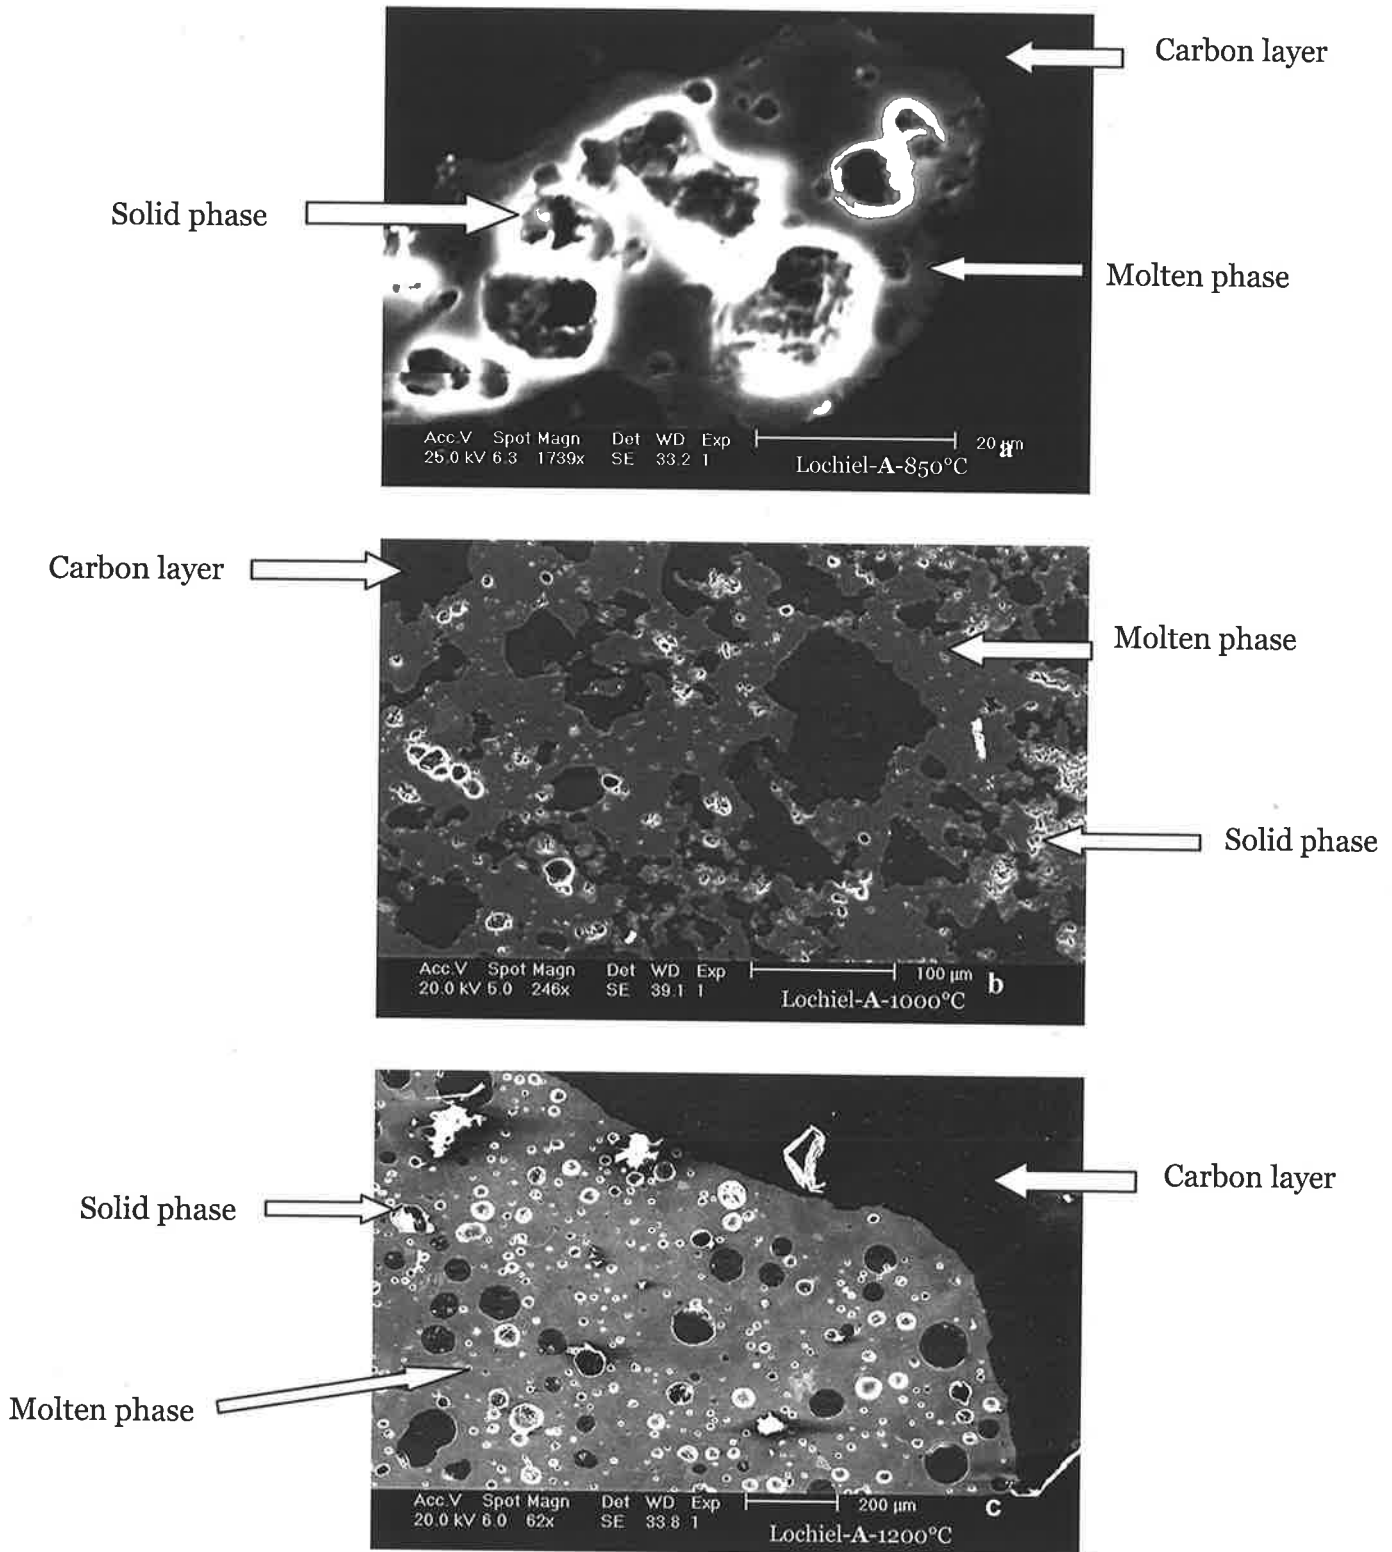 Carbon layer
Solid phase
Molten phase
Acc.V Spot Magn Det WD Exp
25.0 kV 6.3 1739x SE 33.2 1
20 µm a
Lochiel-A-850°C
Carbon layer
Molten phase
Solid phase
Acc.V Spot Magn Det WD Exp
20.0 kV 5.0 246x SE 39.1 1
100 µm b
Lochiel-A-1000°C
Carbon layer
Solid phase
Molten phase
Acc.V Spot Magn Det WD Exp
20.0 kV 6.0 62x SE 33.8 1
200 µm c
Lochiel-A-1200°C